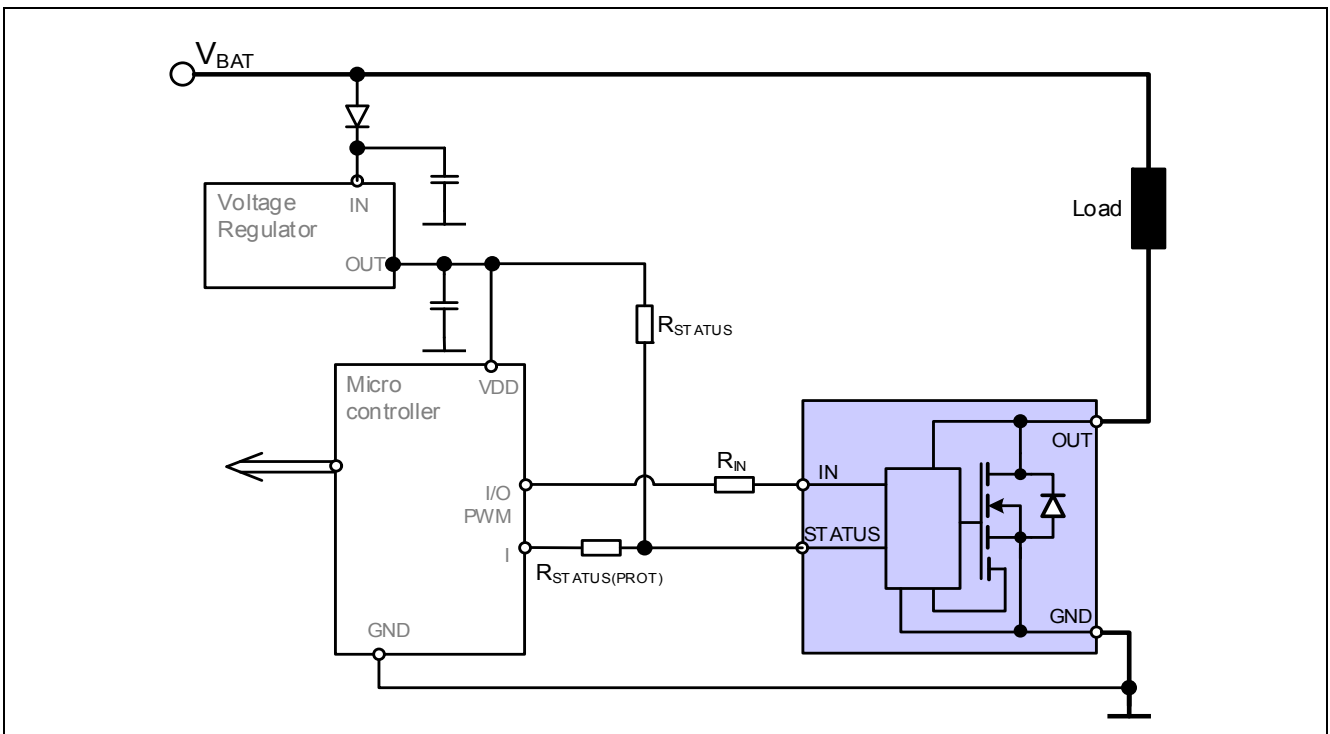 VBAT
Voltage
Regulator
IN
OUT
Load
RSTATUS
Micro
controller
VDD
OUT
RIN
IN
I/O
PWM
STATUS
I
RSTATUS(PROT)
GND
GND